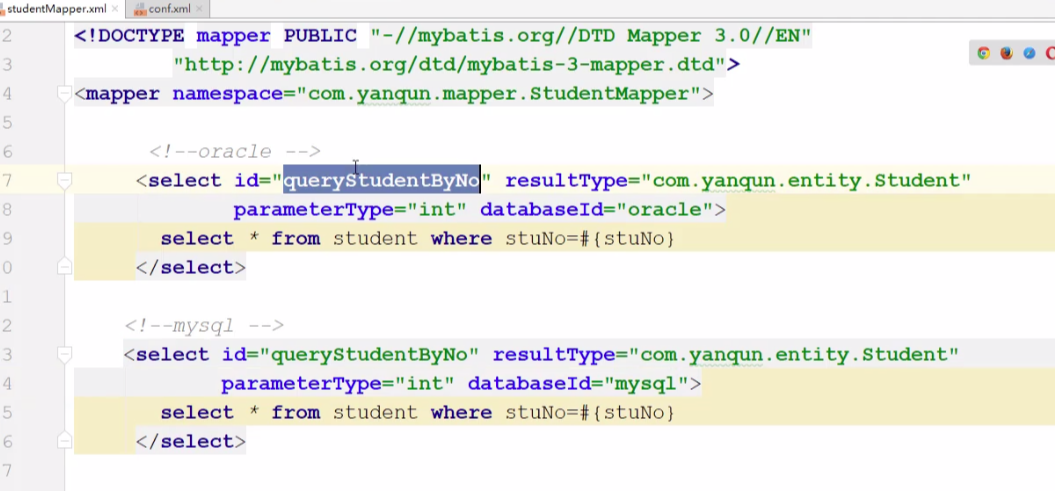 studentMapper.xml conf.xml
2 <!DOCTYPE mapper PUBLIC "-//mybatis.org//DTD Mapper 3.0//EN"
3 "http://mybatis.org/dtd/mybatis-3-mapper.dtd">
4 <mapper namespace="com.yanqun.mapper.StudentMapper">
5
6 <!--oracle -->
7 <select id="queryStudentByNo" resultType="com.yanqun.entity.Student"
8 parameterType="int" databaseId="oracle">
9 select * from student where stuNo=#{stuNo}
0 </select>
1
2 <!--mysql -->
3 <select id="queryStudentByNo" resultType="com.yanqun.entity.Student"
4 parameterType="int" databaseId="mysql">
5 select * from student where stuNo=#{stuNo}
6 </select>
7